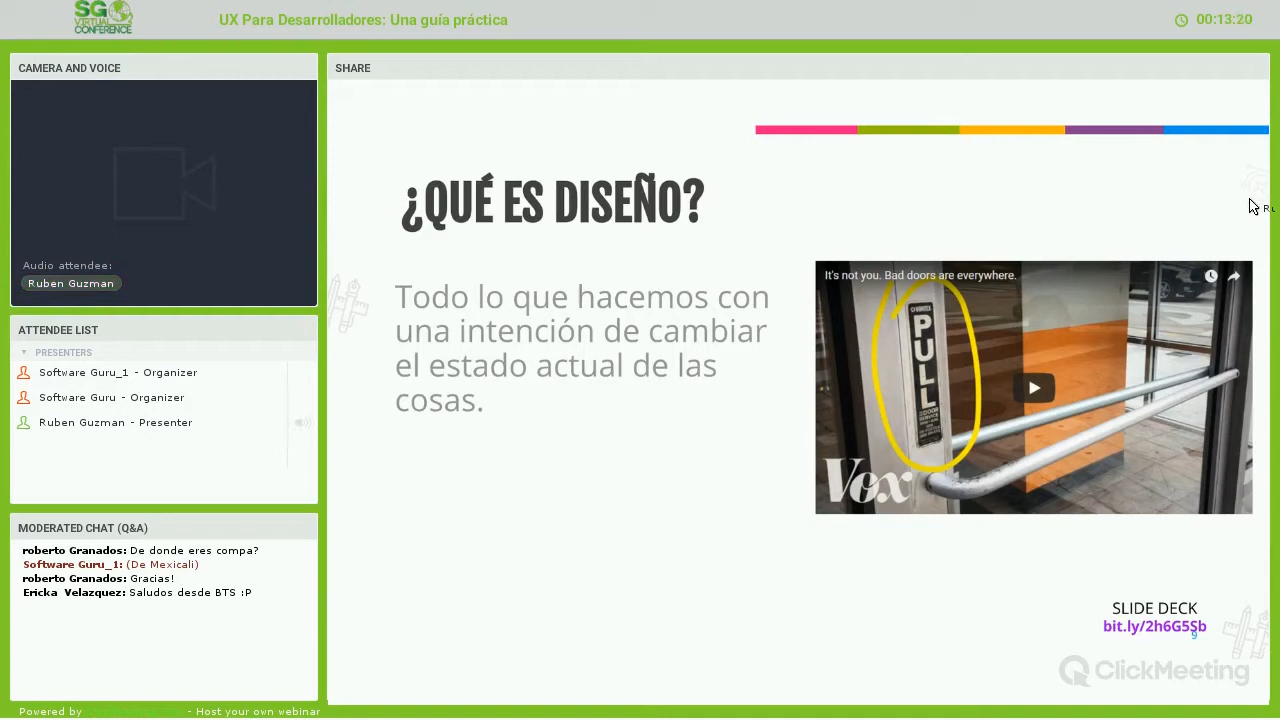 SG
VIRTUAL
CONFERENCE
UX Para Desarrolladores: Una guía práctica
00:13:20
CAMERA AND VOICE
Audio attendee:
Ruben Guzman
ATTENDEE LIST
PRESENTERS
Software Guru_1 - Organizer
Software Guru - Organizer
Ruben Guzman - Presenter
MODERATED CHAT (Q&A)
roberto Granados: De donde eres compa?
Software Guru_1: (De Mexicali)
roberto Granados: Gracias!
Ericka Velazquez: Saludos desde BTS :P
Powered by
- Host your own webinar
SHARE
¿QUÉ ES DISEÑO?
Todo lo que hacemos con
una intención de cambiar
el estado actual de las
cosas.
It's not you. Bad doors are everywhere.
PULL
Vox
SLIDE DECK
bit.ly/2h6G5Sb
9
ClickMeeting